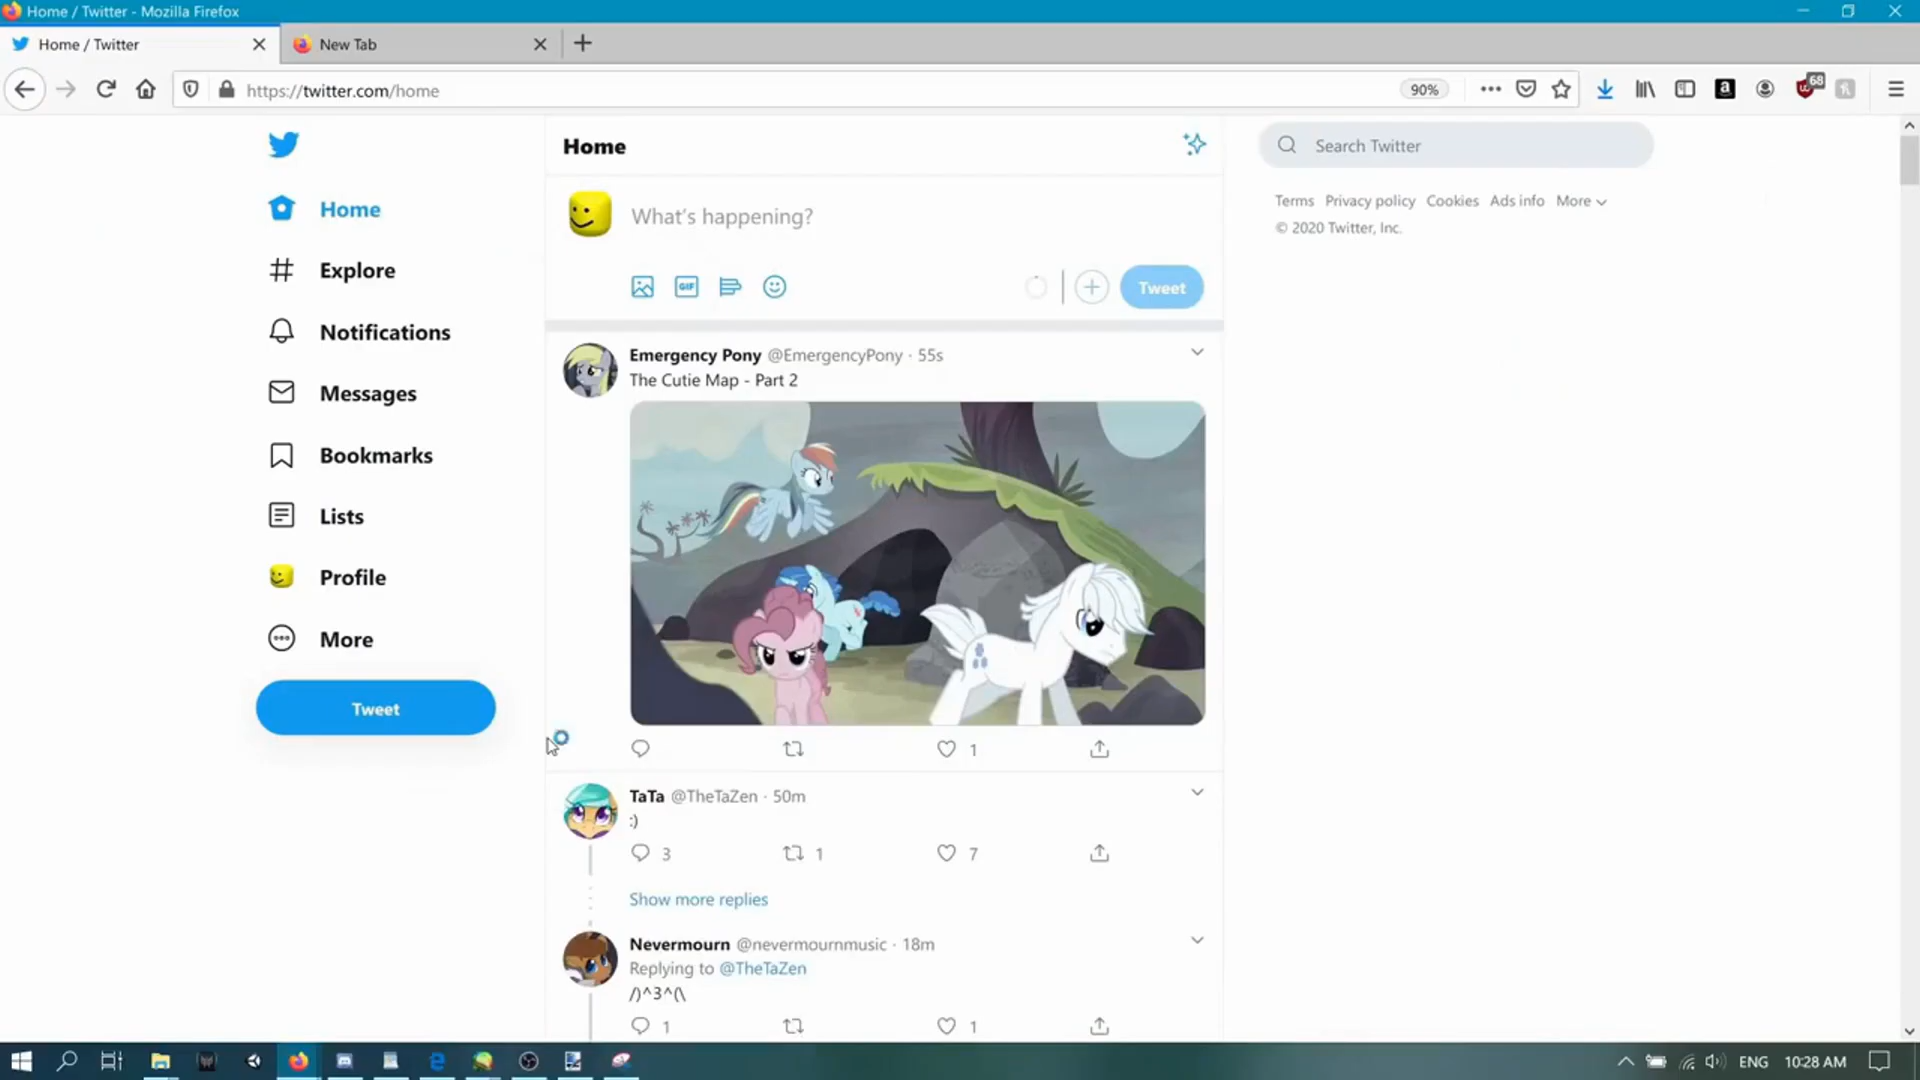 Home / Twitter - Mozilla Firefox
Home / Twitter
New Tab
https://twitter.com/home
90%
68
Home
Explore
Notifications
Messages
Bookmarks
Lists
Profile
More
Tweet
Home
What's happening?
GIF
Tweet
Emergency Pony @EmergencyPony · 55s
The Cutie Map - Part 2
1
TaTa @TheTaZen · 50m
:)
3 1 7
Show more replies
Nevermourn @nevermournmusic · 18m
Replying to @TheTaZen
/)^3^(\
1 1
Search Twitter
Terms Privacy policy Cookies Ads info More
© 2020 Twitter, Inc.
ENG 10:28 AM